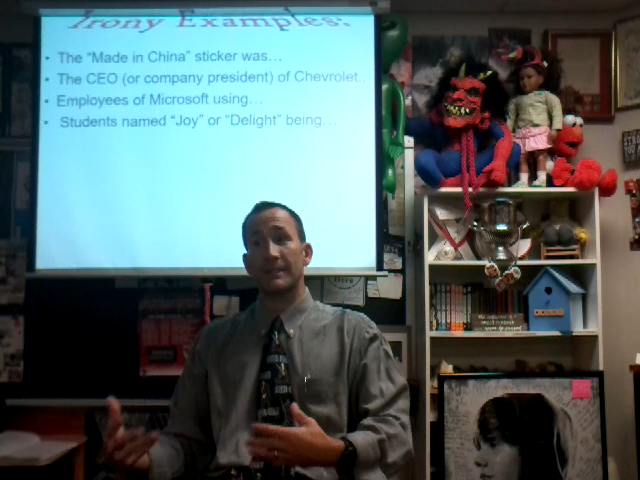 Irony Examples:
• The “Made in China” sticker was…
• The CEO (or company president) of Chevrolet…
• Employees of Microsoft using…
• Students named “Joy” or “Delight” being…